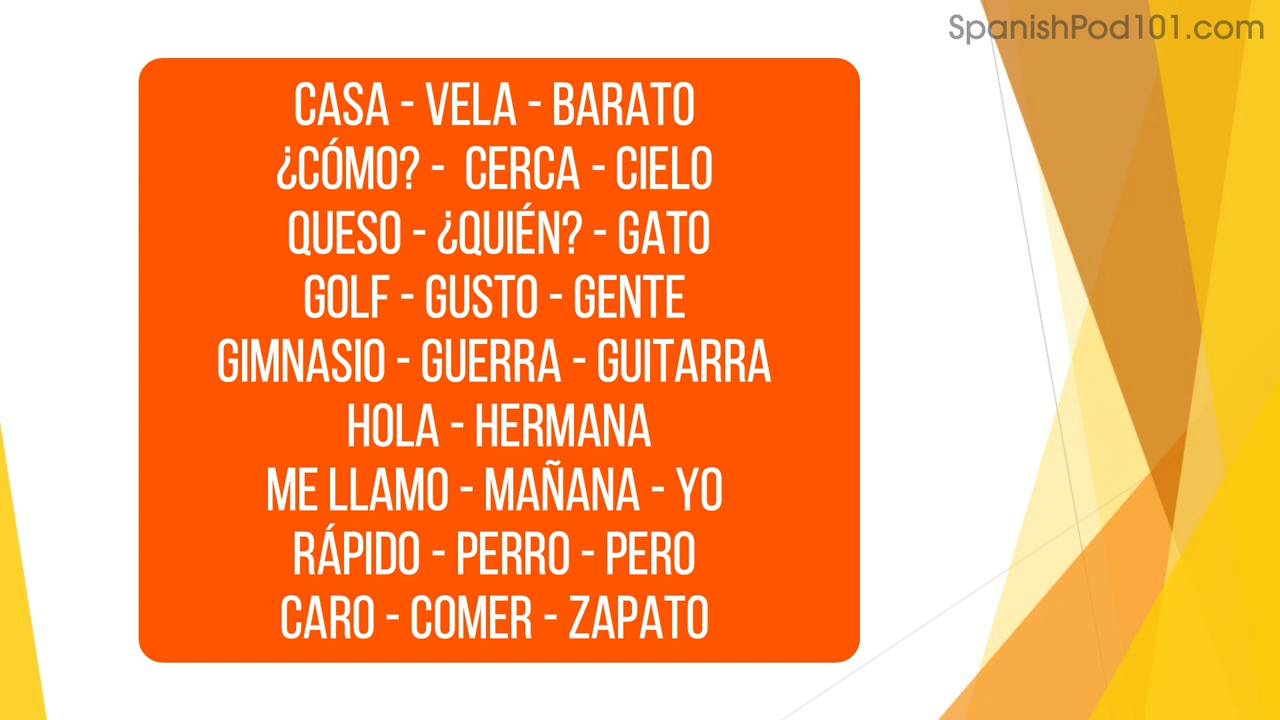 SpanishPod101.com
CASA - VELA - BARATO
¿CÓMO? - CERCA - CIELO
QUESO - ¿QUIÉN? - GATO
GOLF - GUSTO - GENTE
GIMNASIO - GUERRA - GUITARRA
HOLA - HERMANA
ME LLAMO - MAÑANA - YO
RÁPIDO - PERRO - PERO
CARO - COMER - ZAPATO